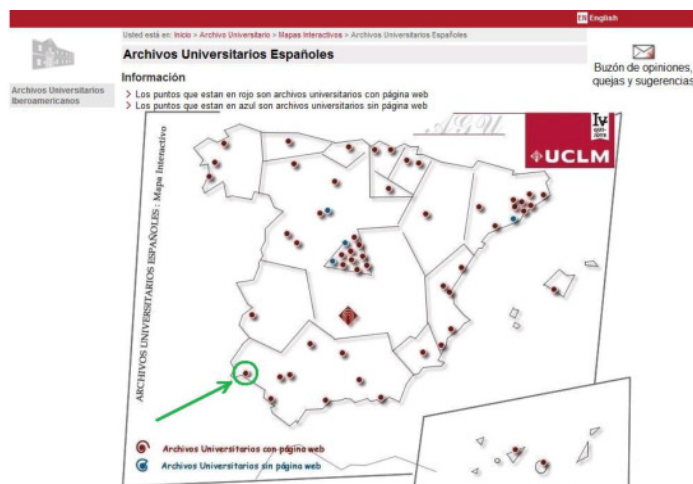 EN English
Usted está en: Inicio > Archivo Universitario > Mapas Interactivos > Archivos Universitarios Españoles
Archivos Universitarios Españoles
Buzón de opiniones,
quejas y sugerencias
Información
Archivos Universitarios
Iberoamericanos
> Los puntos que estan en rojo son archivos universitarios con página web
> Los puntos que estan en azul son archivos universitarios sin página web
AGU
IV
UCLM
ARCHIVOS UNIVERSITARIOS ESPAÑOLES : Mapa Interactivo
Archivos Universitarios con página web
Archivos Universitarios sin página web